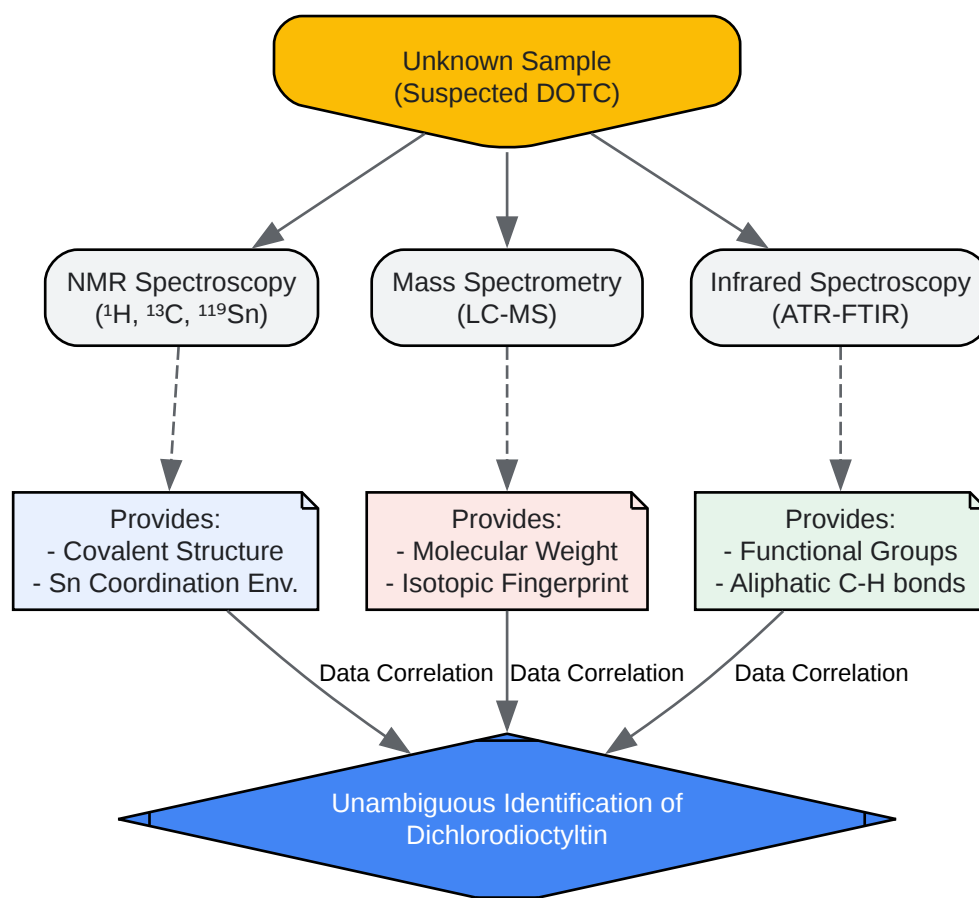 Unknown Sample
(Suspected DOTC)
NMR Spectroscopy
(¹H, ¹³C, ¹¹⁹Sn)
Mass Spectrometry
(LC-MS)
Infrared Spectroscopy
(ATR-FTIR)
Provides:
- Covalent Structure
- Sn Coordination Env.
Provides:
- Molecular Weight
- Isotopic Fingerprint
Provides:
- Functional Groups
- Aliphatic C-H bonds
Data Correlation
Data Correlation
Data Correlation
Unambiguous Identification of
Dichlorodioctyltin